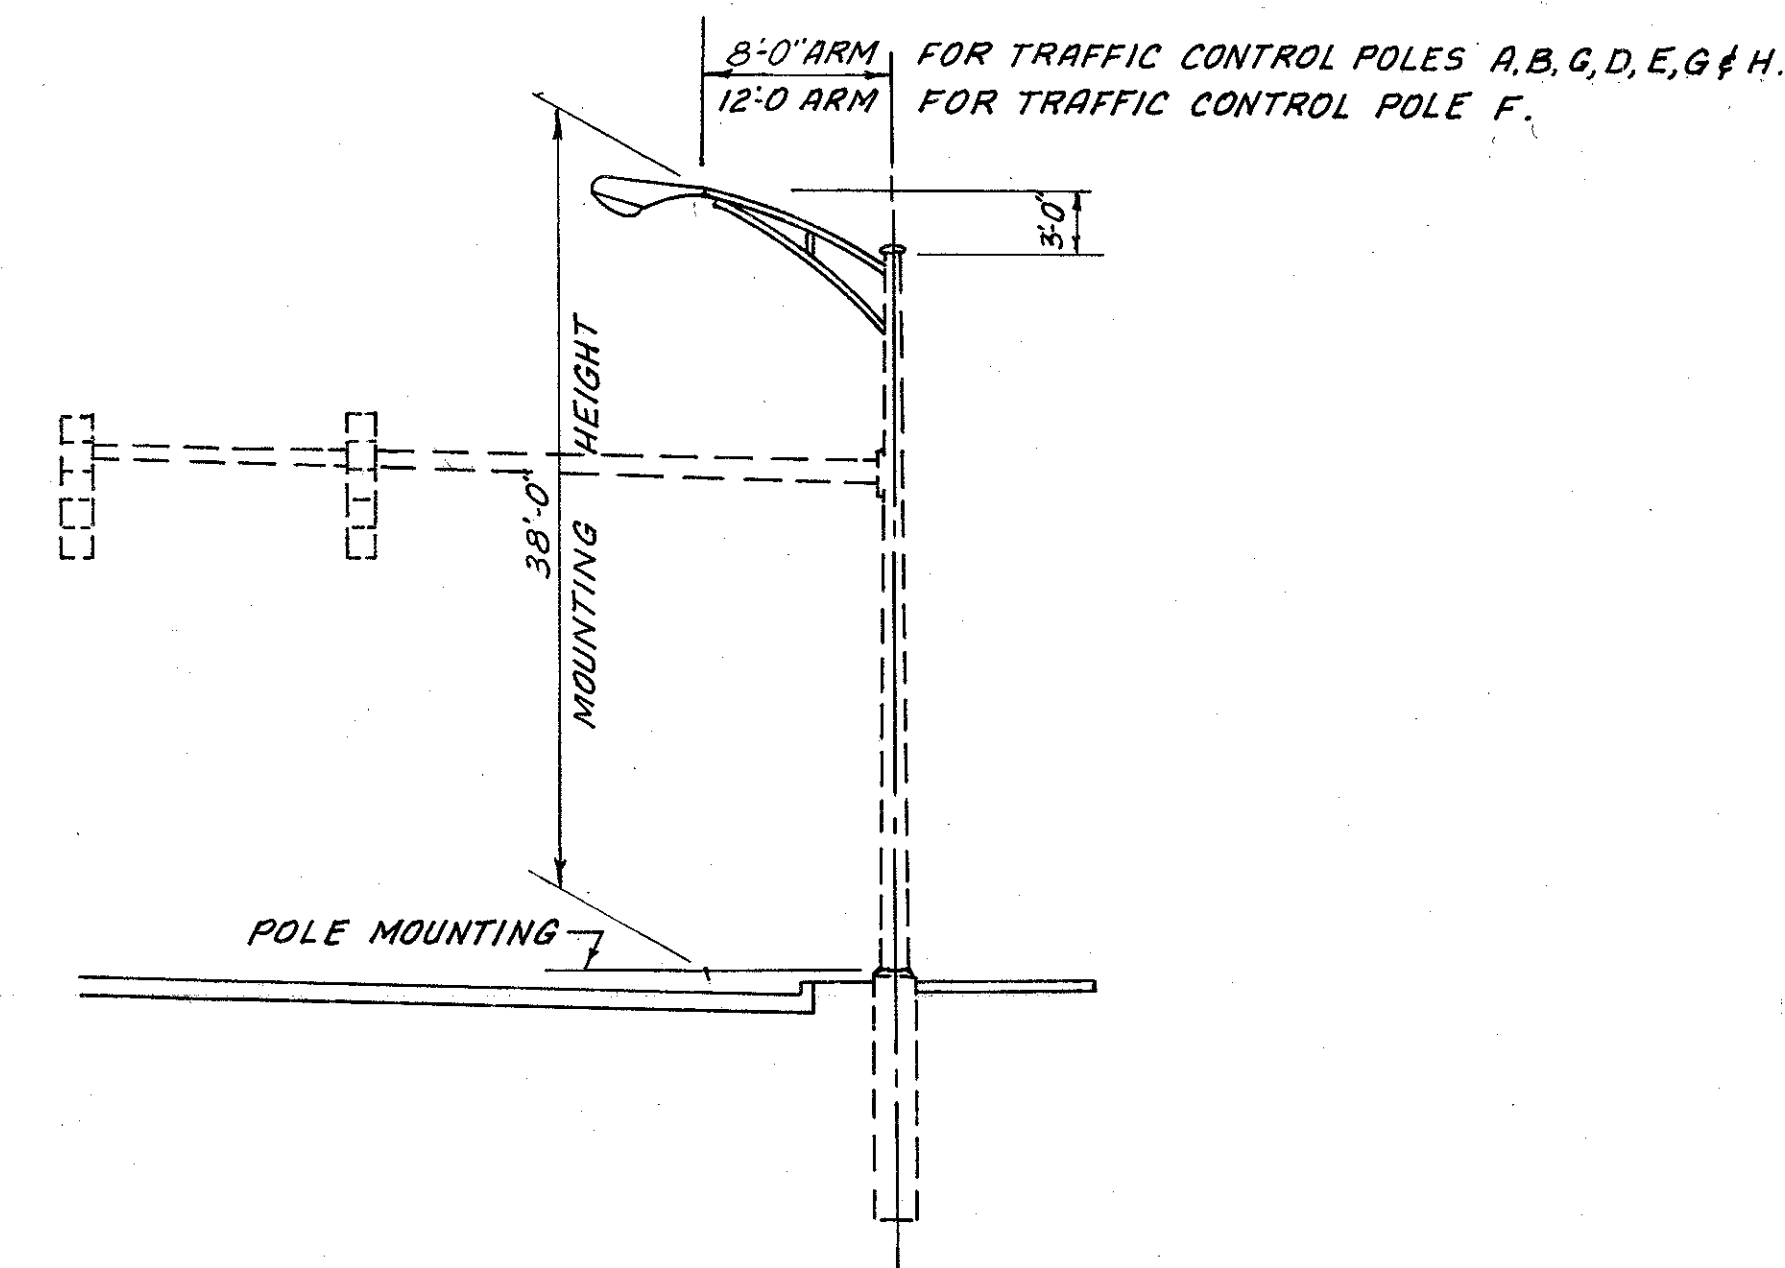 8'-0" ARM FOR TRAFFIC CONTROL POLES A, B, C, D, E, G & H.
12'-0 ARM FOR TRAFFIC CONTROL POLE F.
3'-0"
38'-0"
MOUNTING HEIGHT
POLE MOUNTING